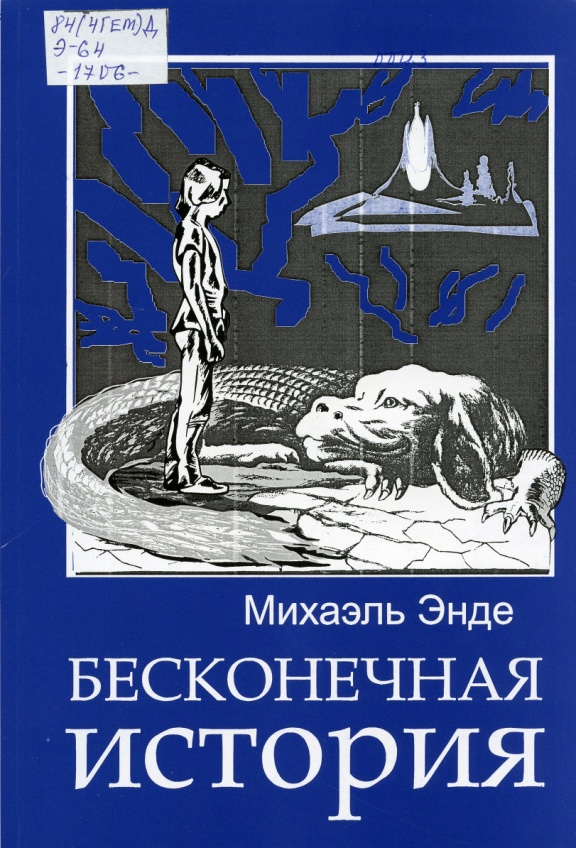 84(4ГЕМ)Д
Э-64
-1706-
Михаэль Энде
БЕСКОНЕЧНАЯ
история